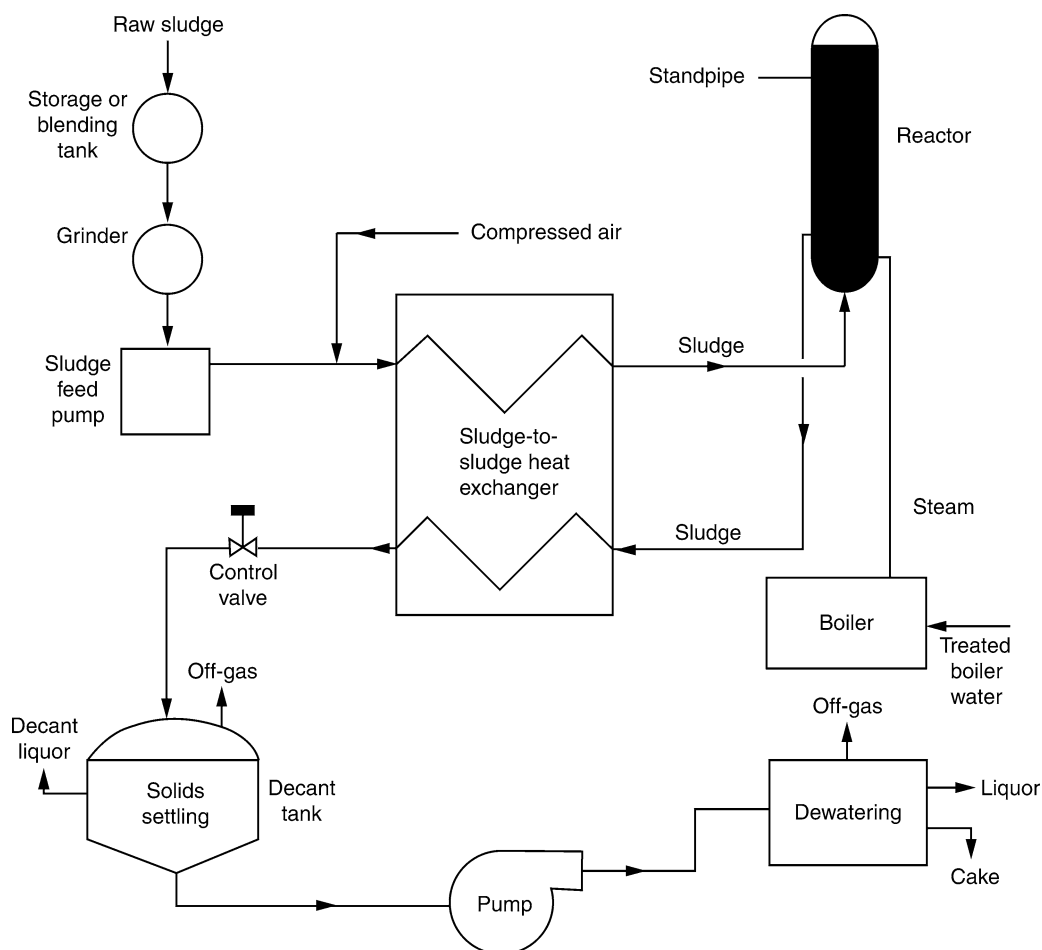 Raw sludge
Storage or
blending
tank
Standpipe
Reactor
Grinder
Compressed air
Sludge
feed
pump
Sludge
Sludge-to-
sludge heat
exchanger
Steam
Sludge
Control
valve
Boiler
Treated
boiler
water
Off-gas
Off-gas
Decant
liquor
Solids
settling
Decant
tank
Liquor
Dewatering
Cake
Pump